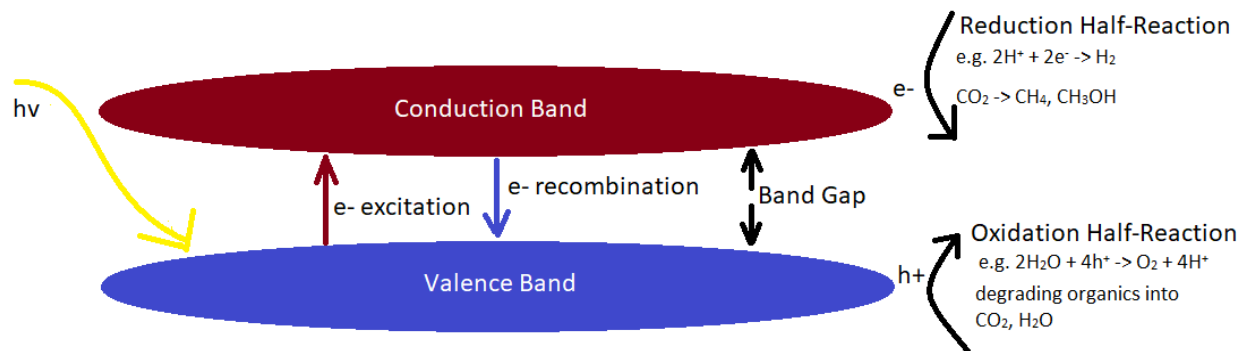 Reduction Half-Reaction
e.g. 2H⁺ + 2e⁻ -> H₂
CO₂ -> CH₄, CH₃OH
e-
hv
Conduction Band
e- recombination
e- excitation
Band Gap
Valence Band
h+
Oxidation Half-Reaction
e.g. 2H₂O + 4h⁺ -> O₂ + 4H⁺
degrading organics into
CO₂, H₂O